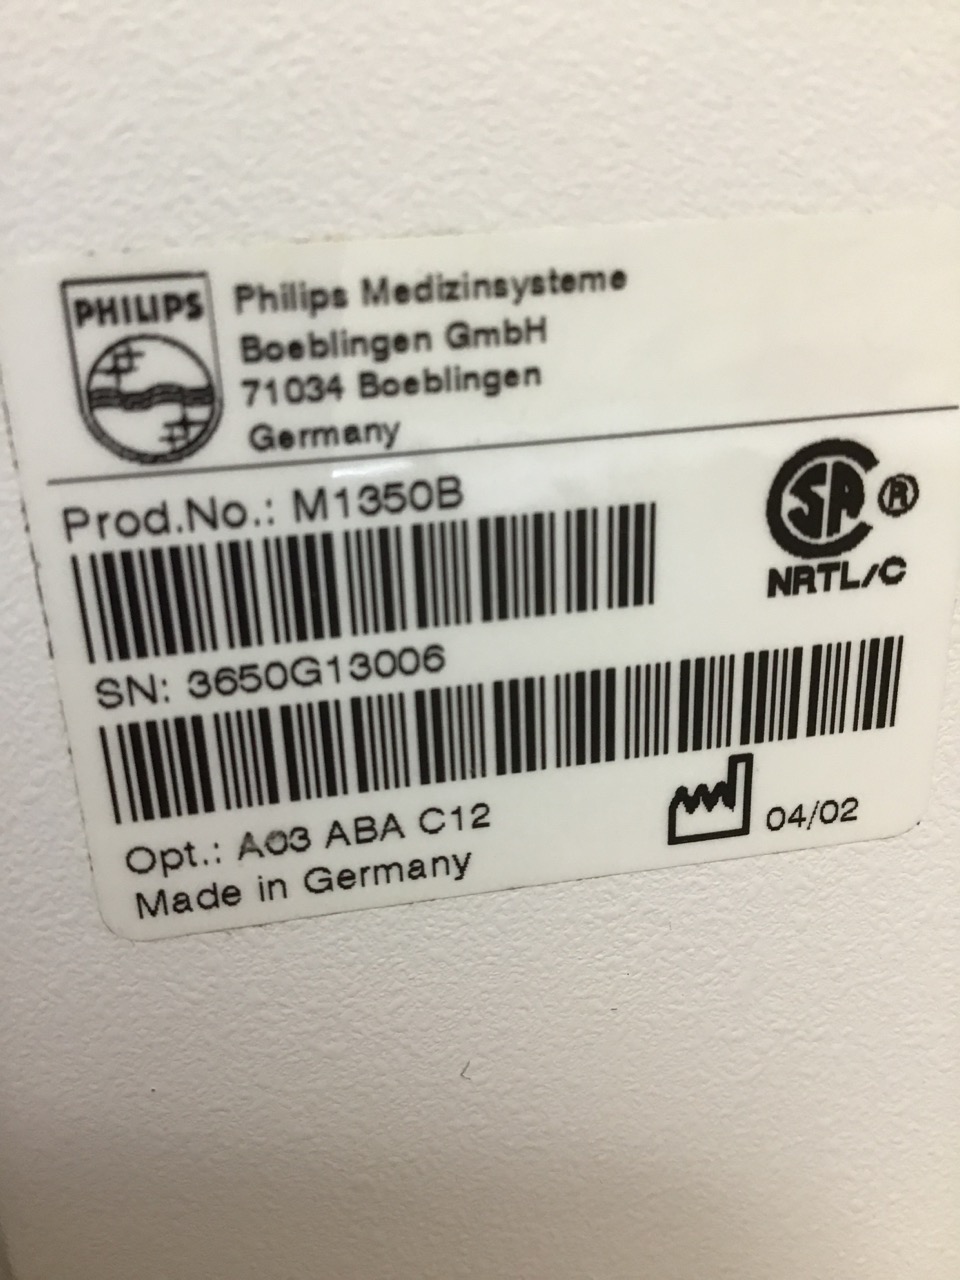 PHILIPS
Philips Medizinsysteme
Boeblingen GmbH
71034 Boeblingen
Germany
Prod.No.: M1350B
SA ®
NRTL/C
SN: 3650G13006
Opt.: A03 ABA C12
04/02
Made in Germany